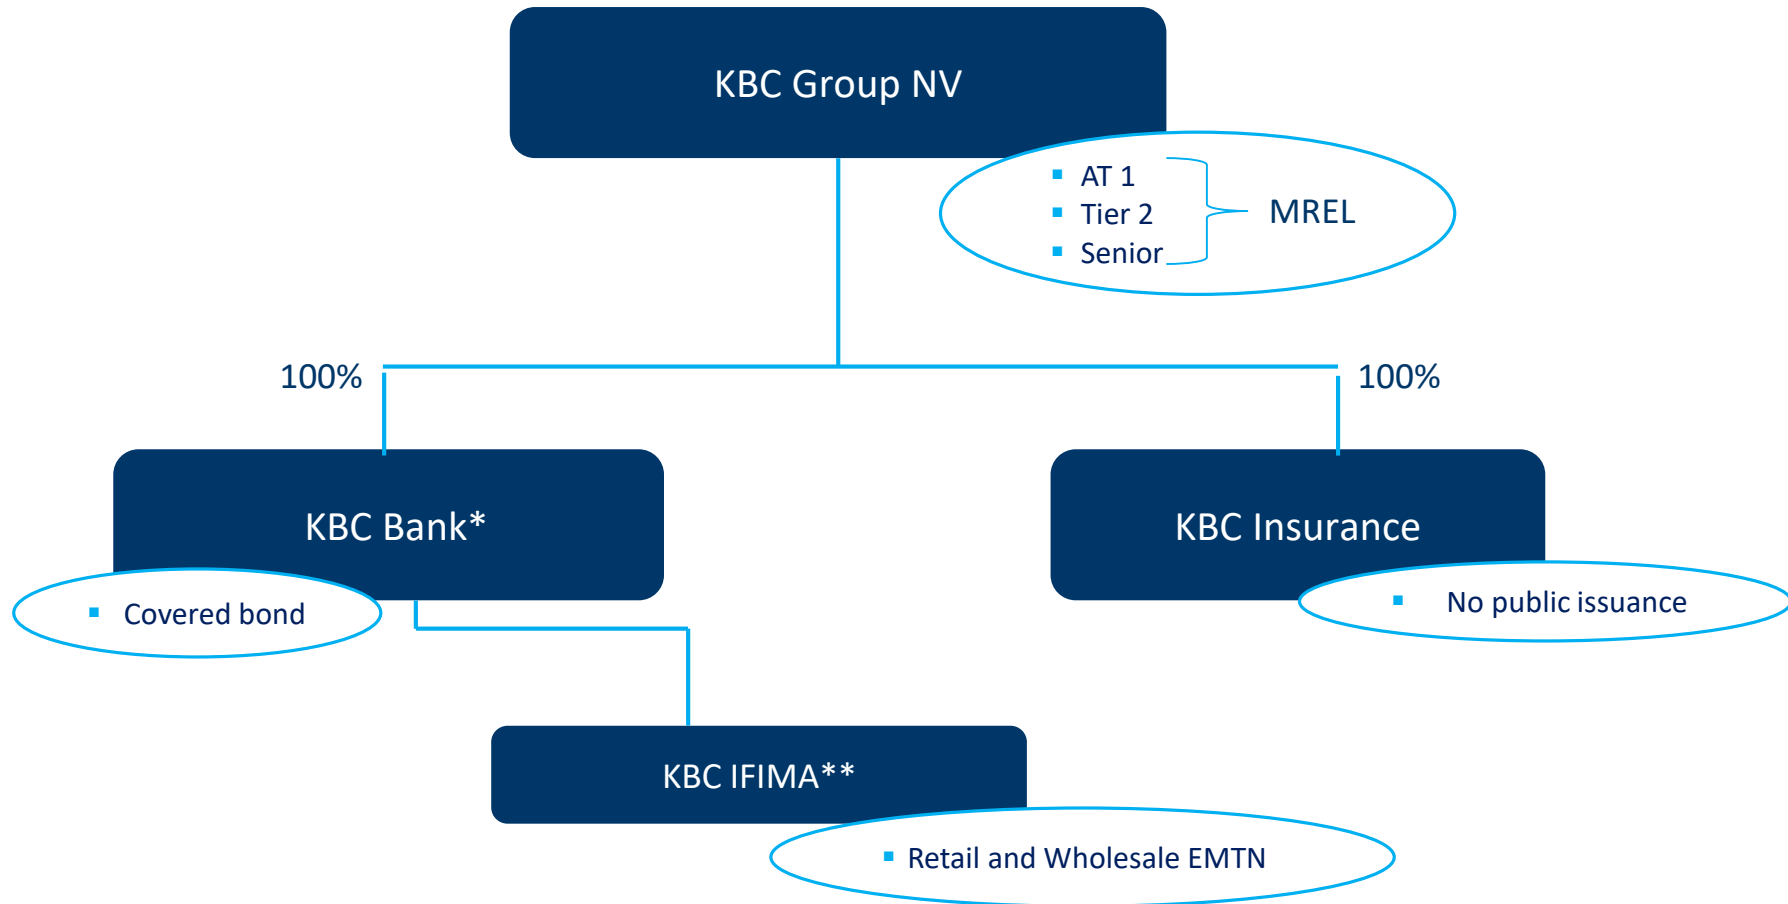 KBC Group NV
▪ AT 1
▪ Tier 2
▪ Senior
MREL
100%
100%
KBC Bank*
KBC Insurance
▪ Covered bond
▪ No public issuance
KBC IFIMA**
▪ Retail and Wholesale EMTN